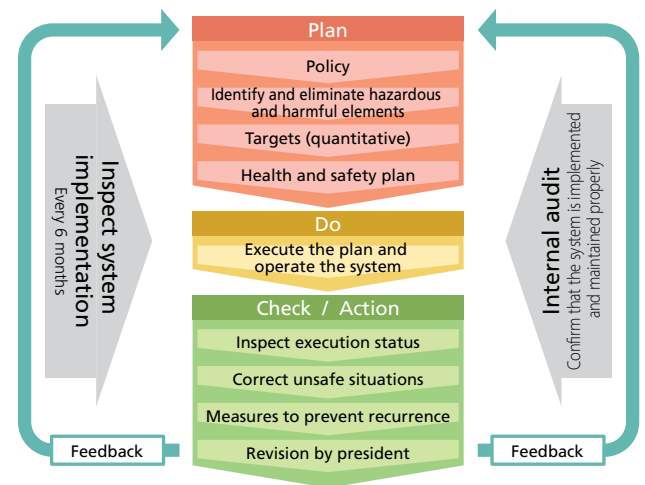 Plan
Policy
Identify and eliminate hazardous
and harmful elements
Targets (quantitative)
Health and safety plan
Do
Execute the plan and
operate the system
Check / Action
Inspect execution status
Correct unsafe situations
Measures to prevent recurrence
Revision by president
Inspect system
implementation
Every 6 months
Internal audit
Confirm that the system is implemented
and maintained properly
Feedback
Feedback